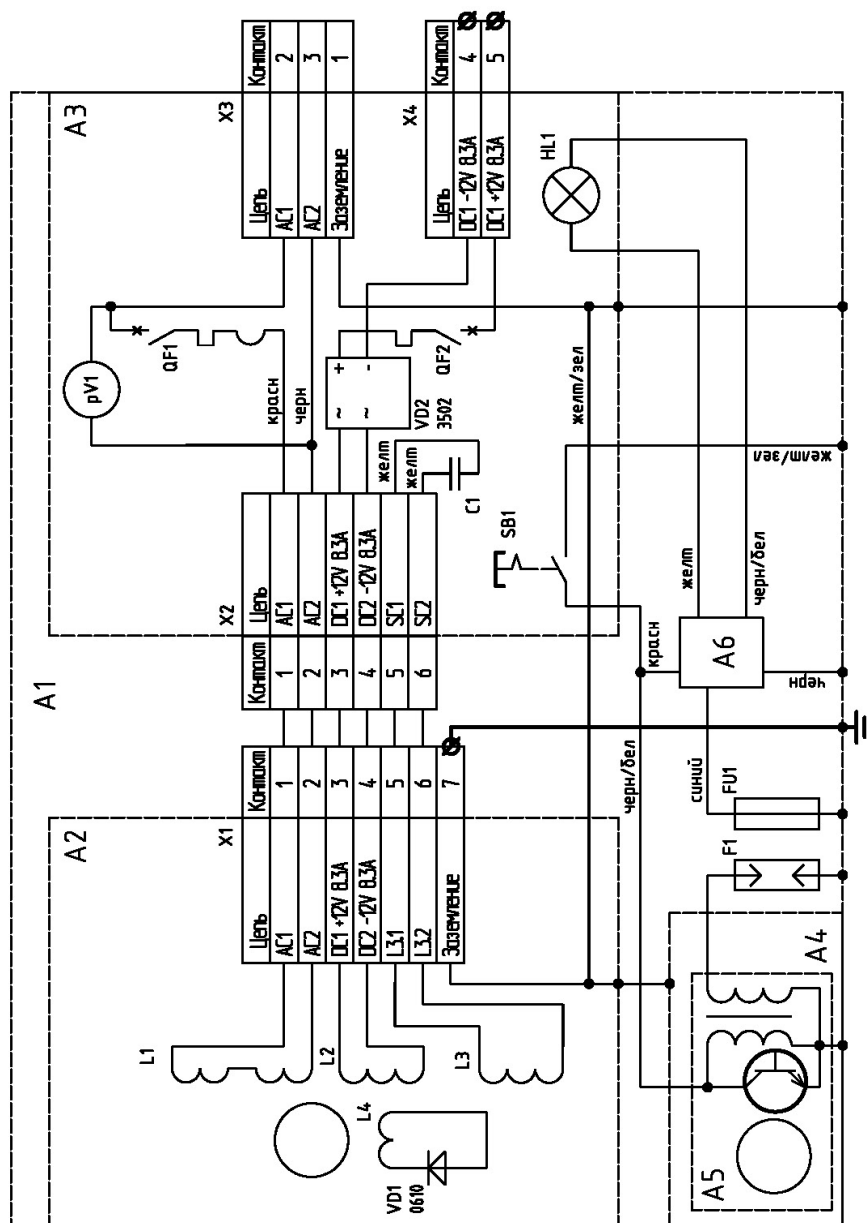 A1
A2
A3
pV1
L1
X1
Цепь Контакт
AC1 1
AC2 2
DC1 +12V 8.3A 3
DC2 -12V 8.3A 4
L3.1 5
L3.2 6
Заземление 7
X2
Контакт Цепь
1 AC1
2 AC2
3 DC1 +12V 8.3A
4 DC2 -12V 8.3A
5 SC1
6 SC2
QF1
красн
черн
X3
Цепь Контакт
AC1 2
AC2 3
Заземление 1
L2
L4
VD1
0610
L3
~ +
~ -
VD2
3502
QF2
желт
желт
C1
X4
Цепь Контакт
DC1 -12V 8.3A 4
DC1 +12V 8.3A 5
SB1
HL1
желт/зел
черн/бел
красн
желт
синий
A6
черн/бел
A5
A4
F1
FU1
черн
желт/зел